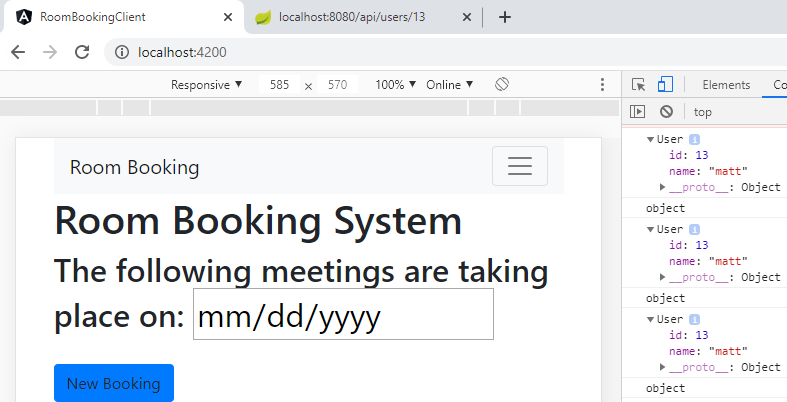 RoomBookingClient
localhost:8080/api/users/13
localhost:4200
Responsive ▼ 585 × 570 100% ▼ Online ▼
Elements Co
top
Room Booking
Room Booking System
The following meetings are taking
place on: mm/dd/yyyy
New Booking
▼User i
id: 13
name: "matt"
▶__proto__: Object
object
▼User i
id: 13
name: "matt"
▶__proto__: Object
object
▼User i
id: 13
name: "matt"
▶__proto__: Object
object